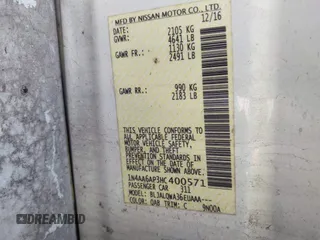 MFD BY NISSAN MOTOR CO., LTD.
12/16
DATE:
GVWR: 2105 KG
4641 LB
GAWR FR.: 1130 KG
2491 LB
GAWR RR.: 990 KG
2183 LB
THIS VEHICLE CONFORMS TO
ALL APPLICABLE FEDERAL
MOTOR VEHICLE SAFETY,
BUMPER, AND THEFT
PREVENTION STANDARDS
IN EFFECT ON THE DATE OF
MANUFACTURE SHOWN ABOVE.
1N4AA6AP3HC400571
PASSENGER CAR 311
MODEL: BLJALQWA36EUAAA----
COLOR: QAB TRIM: C 9N00A
DREAMBID